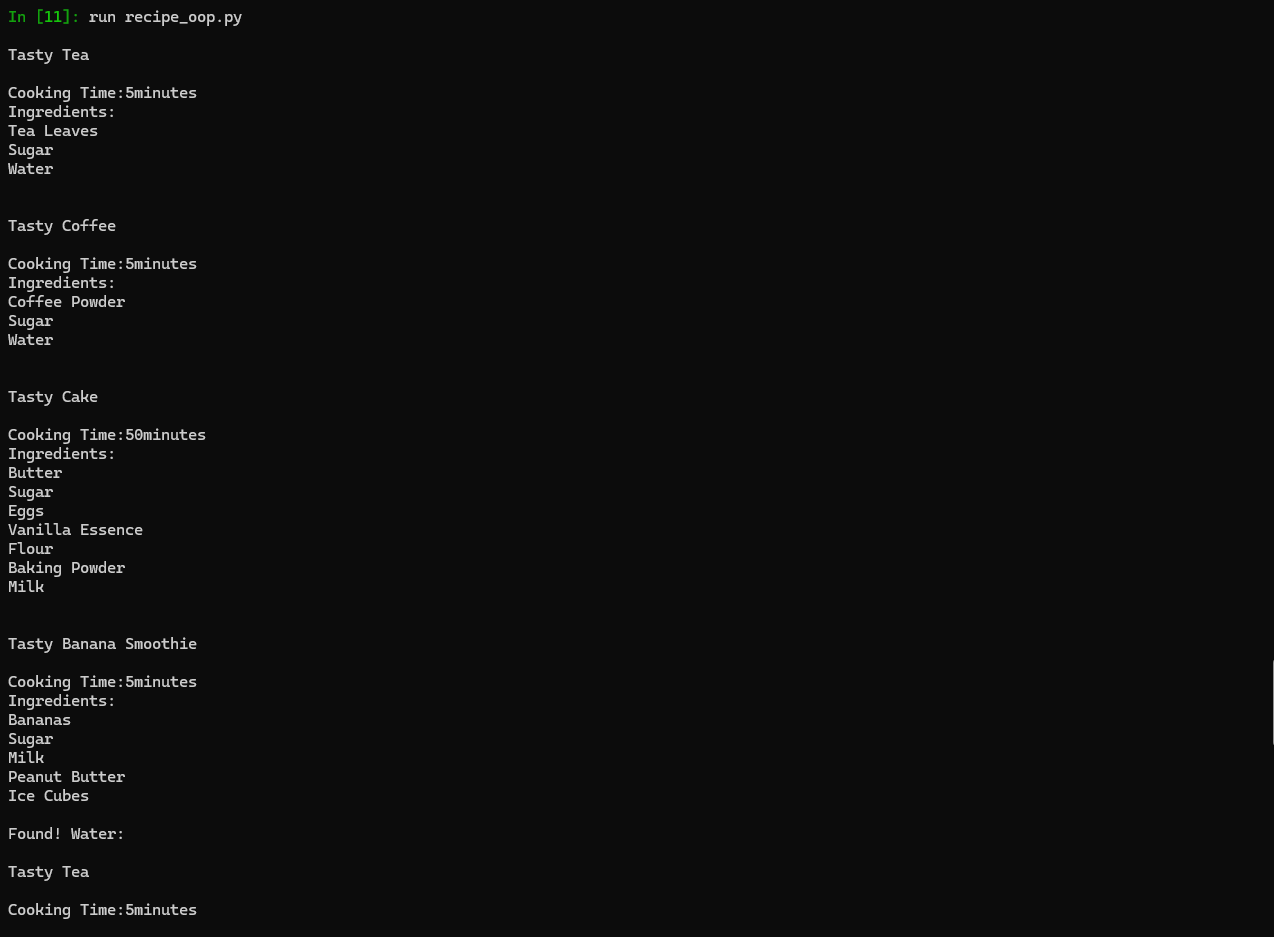 In [11]: run recipe_oop.py
Tasty Tea
Cooking Time:5minutes
Ingredients:
Tea Leaves
Sugar
Water
Tasty Coffee
Cooking Time:5minutes
Ingredients:
Coffee Powder
Sugar
Water
Tasty Cake
Cooking Time:50minutes
Ingredients:
Butter
Sugar
Eggs
Vanilla Essence
Flour
Baking Powder
Milk
Tasty Banana Smoothie
Cooking Time:5minutes
Ingredients:
Bananas
Sugar
Milk
Peanut Butter
Ice Cubes
Found! Water:
Tasty Tea
Cooking Time:5minutes